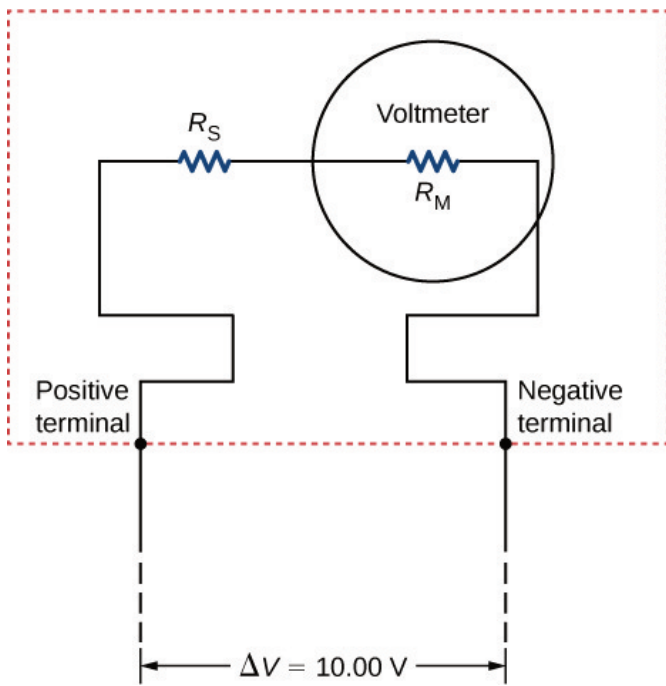 Voltmeter
R_S
R_M
Positive
terminal
Negative
terminal
ΔV = 10.00 V